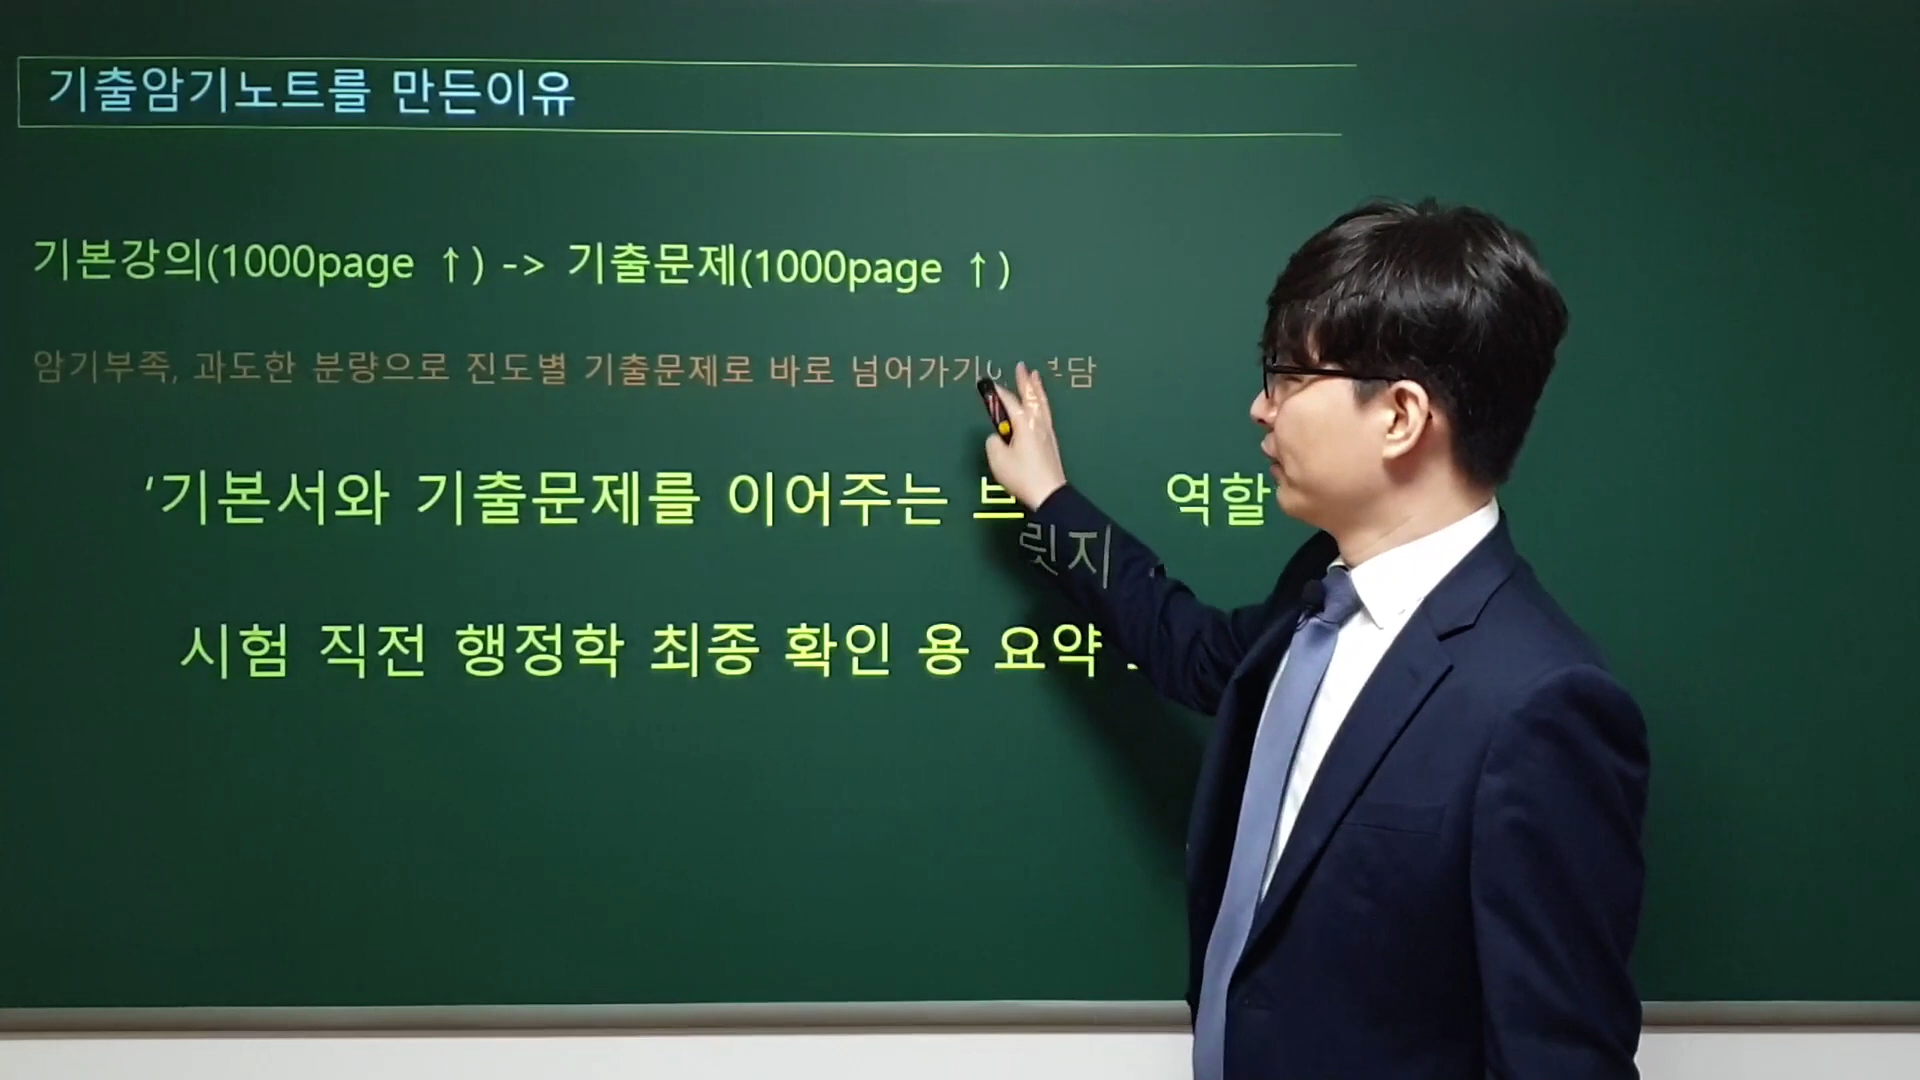 기출암기노트를 만든이유
기본강의(1000page ↑) -> 기출문제(1000page ↑)
암기부족, 과도한 분량으로 진도별 기출문제로 바로 넘어가기에 부담
‘기본서와 기출문제를 이어주는 브릿지 역할’
시험 직전 행정학 최종 확인 용 요약